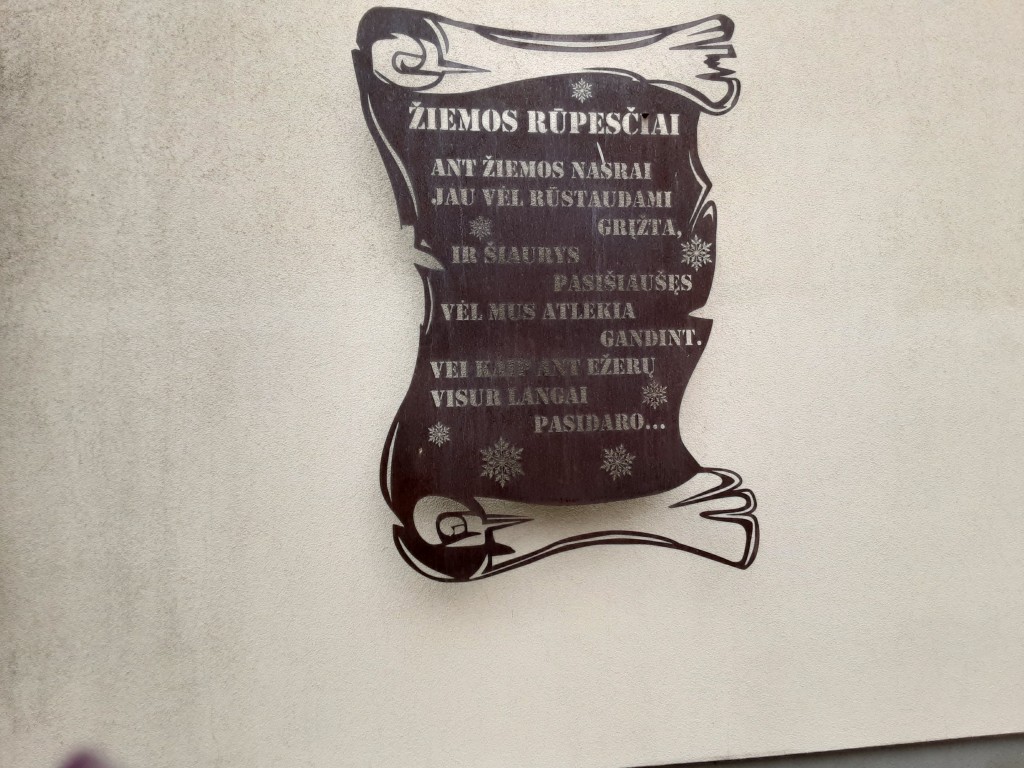 ŽIEMOS RŪPESČIAI
ANT ŽIEMOS NAŠRAI
JAU VĖL RŪSTAUDAMI
GRĮŽTA,
IR ŠIAURYS
PASIŠIAUŠĘS
VĖL MUS ATLEKIA
GANDINT.
VEI KAIP ANT EŽERŲ
VISUR LANGAI
PASIDARO...